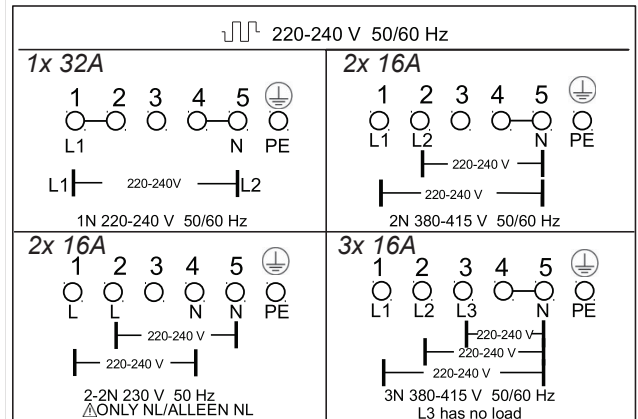 220-240 V 50/60 Hz
1x 32A
1 2 3 4 5
L1 N PE
L1 220-240V L2
1N 220-240 V 50/60 Hz
2x 16A
1 2 3 4 5
L1 L2 N PE
220-240 V
220-240 V
2N 380-415 V 50/60 Hz
2x 16A
1 2 3 4 5
L L N N PE
220-240 V
220-240 V
2-2N 230 V 50 Hz
⚠ONLY NL/ALLEEN NL
3x 16A
1 2 3 4 5
L1 L2 L3 N PE
220-240 V
220-240 V
220-240 V
3N 380-415 V 50/60 Hz
L3 has no load